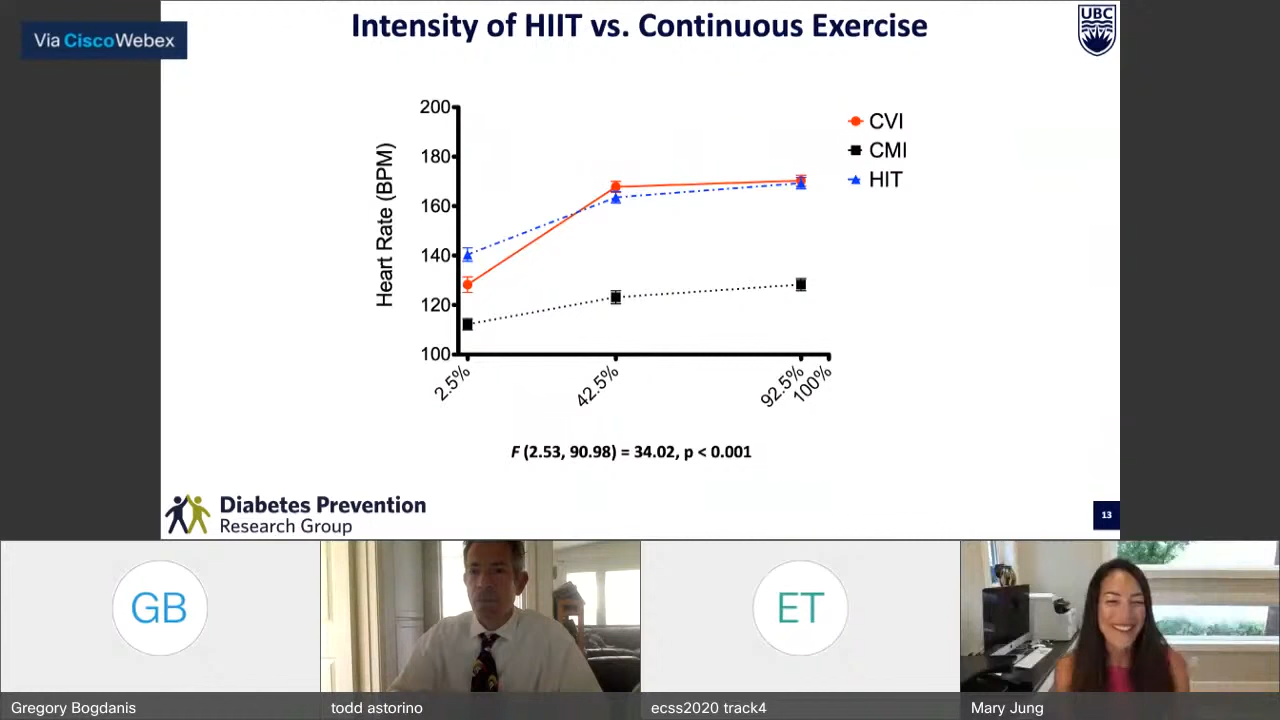 Via Cisco Webex
Intensity of HIIT vs. Continuous Exercise
UBC
200
180
160
140
120
100
Heart Rate (BPM)
CVI
CMI
HIT
2.5%
42.5%
92.5%
100%
F (2.53, 90.98) = 34.02, p < 0.001
Diabetes Prevention
Research Group
13
GB
ET
Gregory Bogdanis
todd astorino
ecss2020 track4
Mary Jung